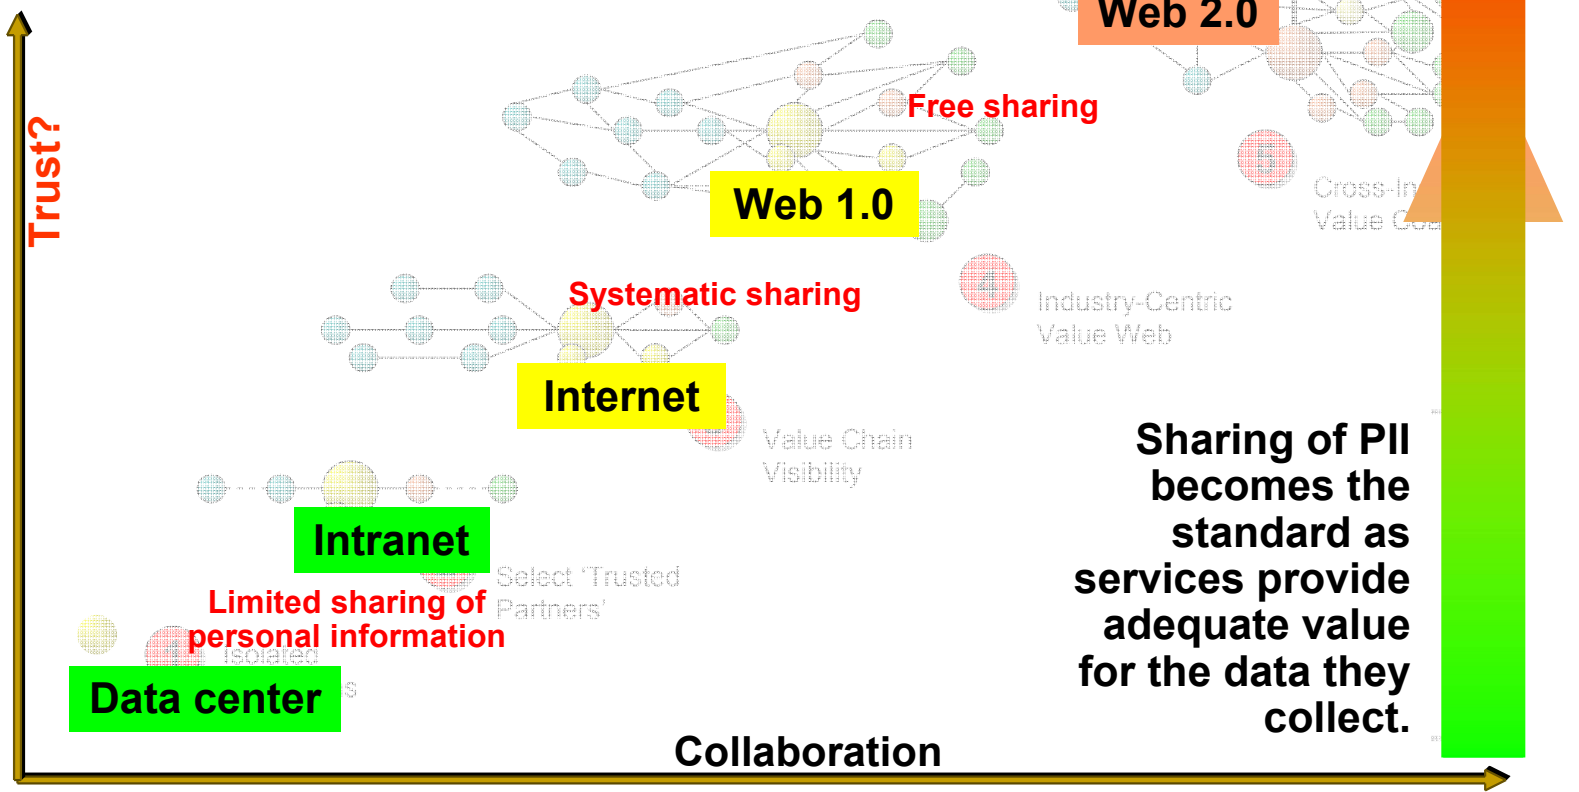 Web 2.0
Trust?
Free sharing
Cross-In
Value Coa
Web 1.0
Systematic sharing
Industry-Centric
Value Web
Internet
Value Chain
Visibility
Sharing of PII
becomes the
standard as
services provide
adequate value
for the data they
collect.
Intranet
Select ‘Trusted
Partners’
Limited sharing of
personal information
Isolated
Data center
s
Collaboration